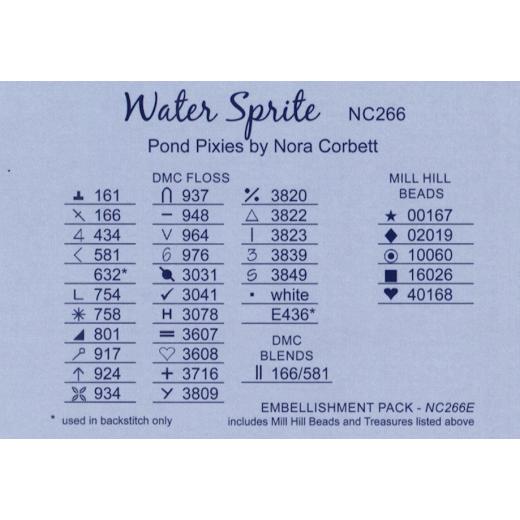 Water Sprite NC266
Pond Pixies by Nora Corbett
DMC FLOSS
161
166
434
581
632*
754
758
801
917
924
934
937
948
964
976
3031
3041
3078
3607
3608
3716
3809
3820
3822
3823
3839
3849
white
E436*
DMC
BLENDS
166/581
MILL HILL
BEADS
00167
02019
10060
16026
40168
* used in backstitch only
EMBELLISHMENT PACK - NC266E
includes Mill Hill Beads and Treasures listed above